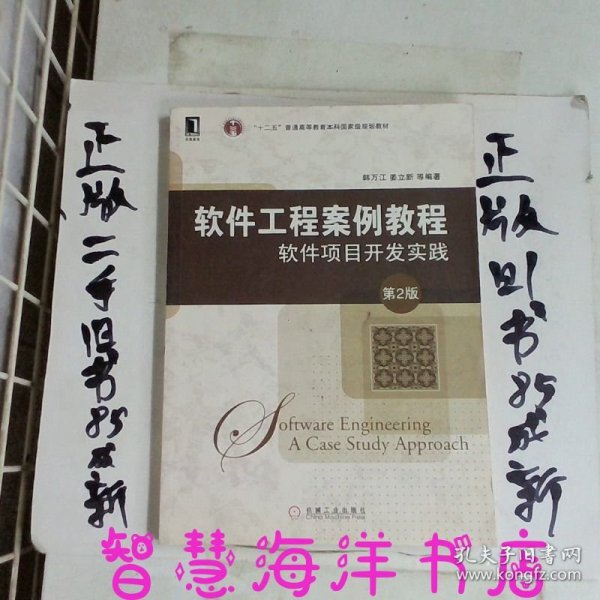 正版二手旧书85成新
"十二五"普通高等教育本科国家级规划教材
韩万江 姜立新 等编著
软件工程案例教程
软件项目开发实践
第2版
Software Engineering
A Case Study Approach
机械工业出版社
China Machine Press
正版旧书85成新
智慧海洋书店
孔夫子旧书网
www.kongfz.com